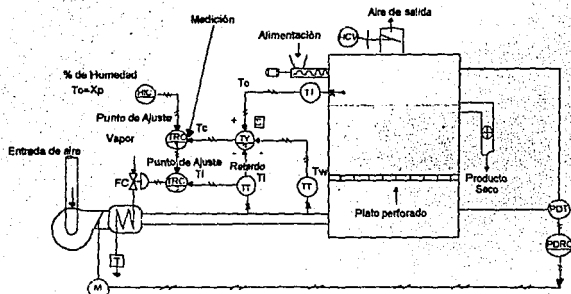 Aire de salida
HCV
Medición
Alimentación
% de Humedad
To=Xp
HIC
To
TI
Punto de Ajuste
Tc
+
TRC
TY
Vapor
-
Entrada de aire
Punto de Ajuste
Retardo
Ti
Ti
Tw
FC
TRC
TT
TT
Producto
Seco
Plato perforado
PDT
PDRC
T
M